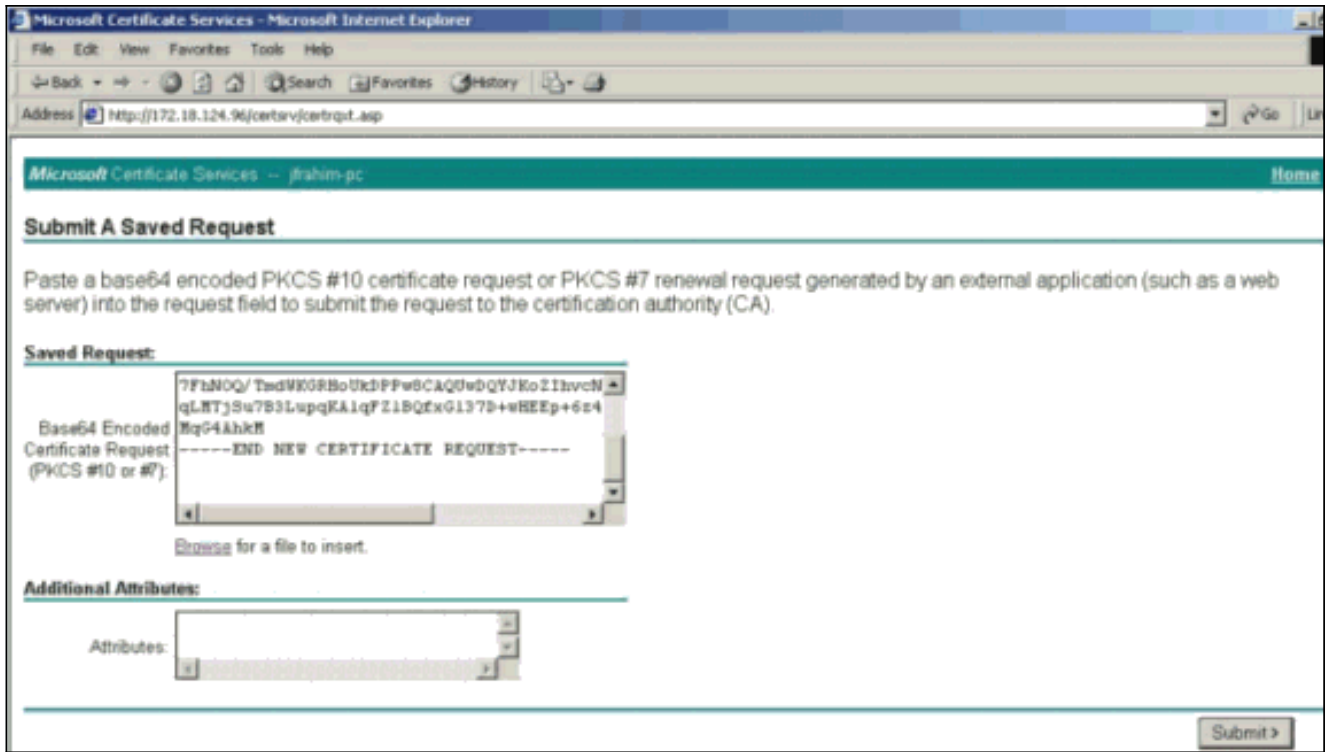 Microsoft Certificate Services - Microsoft Internet Explorer
File Edit View Favorites Tools Help
Back Search Favorites History
Address http://172.18.124.96/certsrv/certrqxt.asp Go
Microsoft Certificate Services -- jfrahim-pc Home
Submit A Saved Request
Paste a base64 encoded PKCS #10 certificate request or PKCS #7 renewal request generated by an external application (such as a web
server) into the request field to submit the request to the certification authority (CA).
Saved Request:
Base64 Encoded
Certificate Request
(PKCS #10 or #7):
MqG4AhkM
-----END NEW CERTIFICATE REQUEST-----
Browse for a file to insert.
Additional Attributes:
Attributes:
Submit >